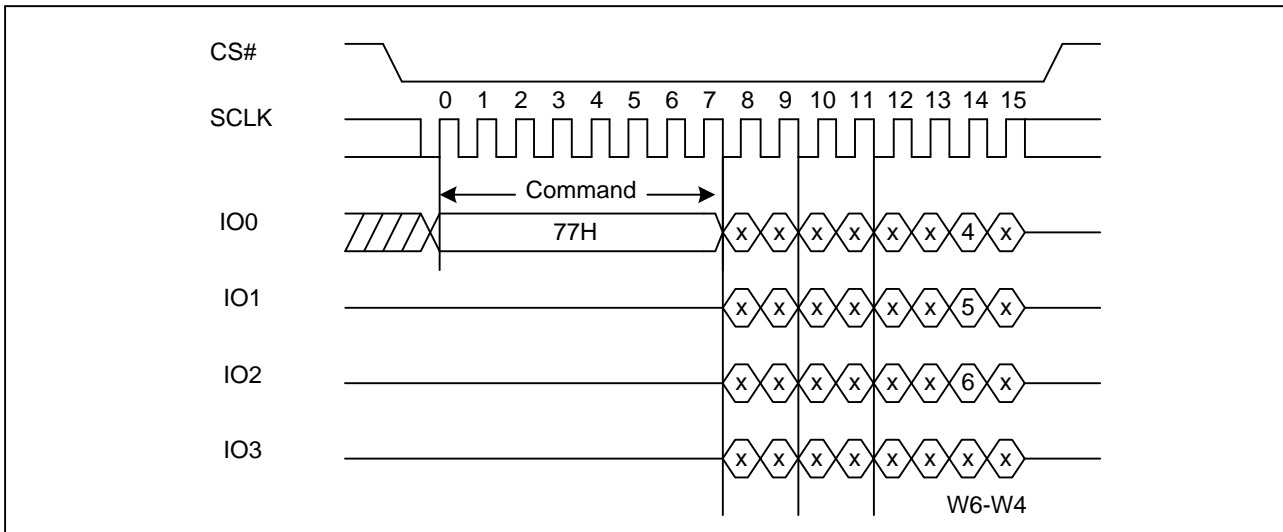 CS#
0 1 2 3 4 5 6 7 8 9 10 11 12 13 14 15
SCLK
Command
IO0 77H x x x x x x 4 x
IO1 x x x x x x 5 x
IO2 x x x x x x 6 x
IO3 x x x x x x x x
W6-W4